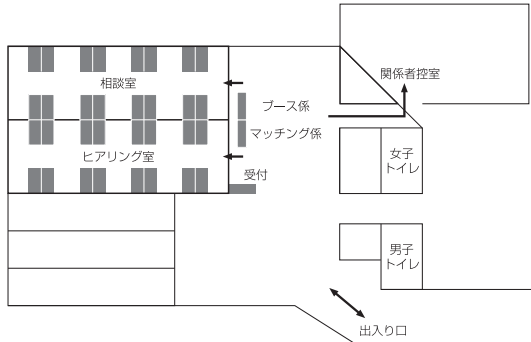 関係者控室
相談室
ブース係
マッチング係
ヒアリング室
女子
トイレ
受付
男子
トイレ
出入り口